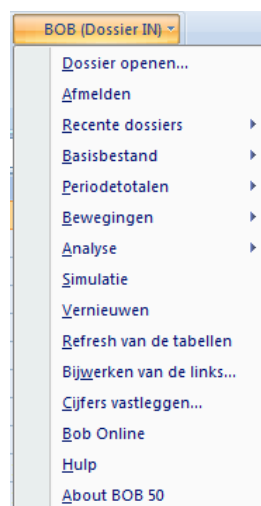 BOB (Dossier IN)
Dossier openen...
Afmelden
Recente dossiers
Basisbestand
Periodetotalen
Bewegingen
Analyse
Simulatie
Vernieuwen
Refresh van de tabellen
Bijwerken van de links...
Cijfers vastleggen...
Bob Online
Hulp
About BOB 50